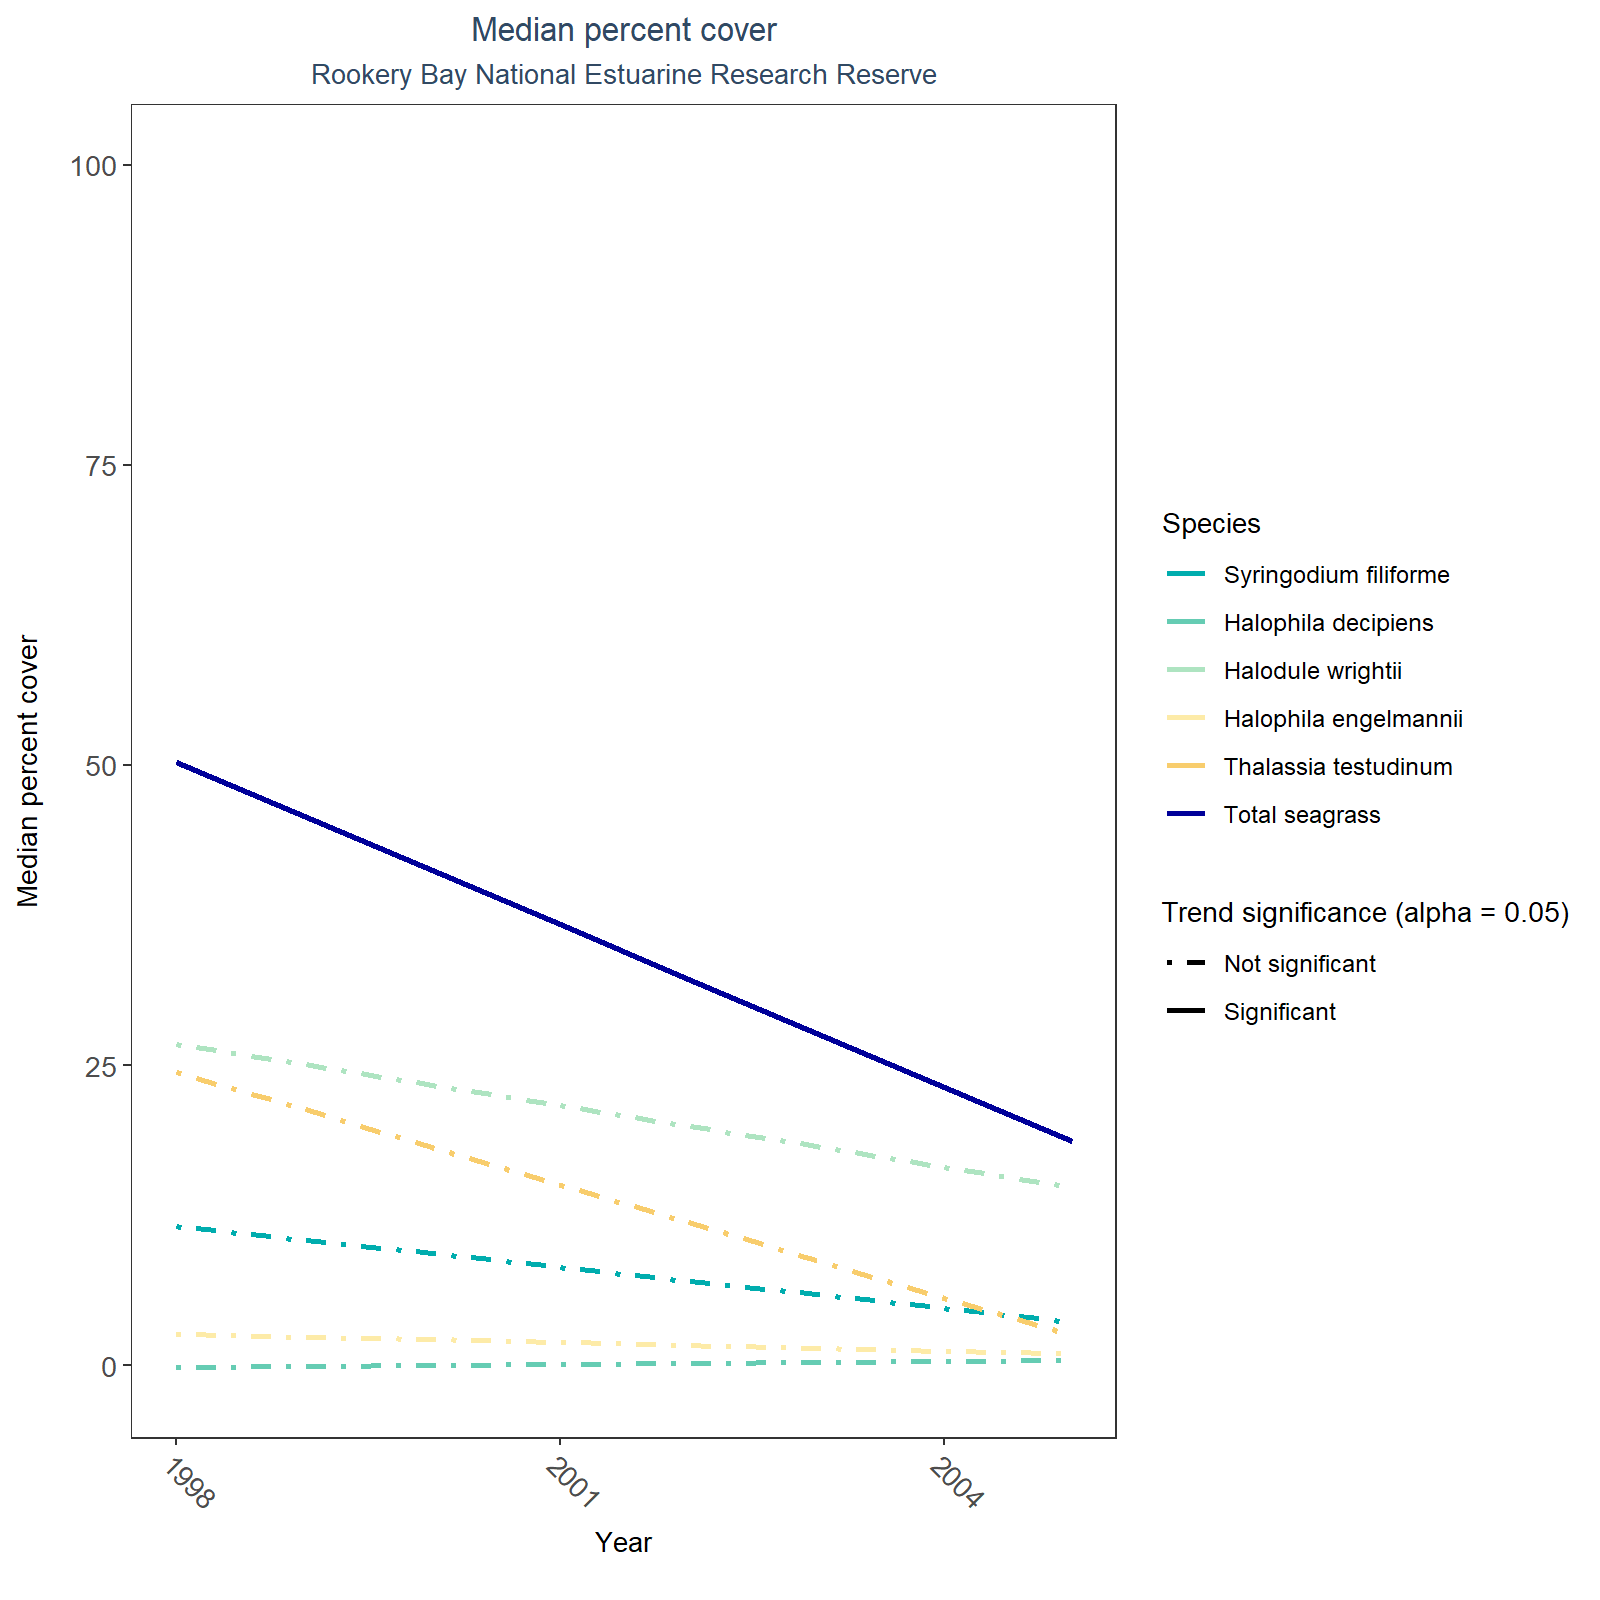 Median percent cover
Rookery Bay National Estuarine Research Reserve
Median percent cover
100
75
50
25
0
1998
2001
2004
Year
Species
Syringodium filiforme
Halophila decipiens
Halodule wrightii
Halophila engelmannii
Thalassia testudinum
Total seagrass
Trend significance (alpha = 0.05)
Not significant
Significant